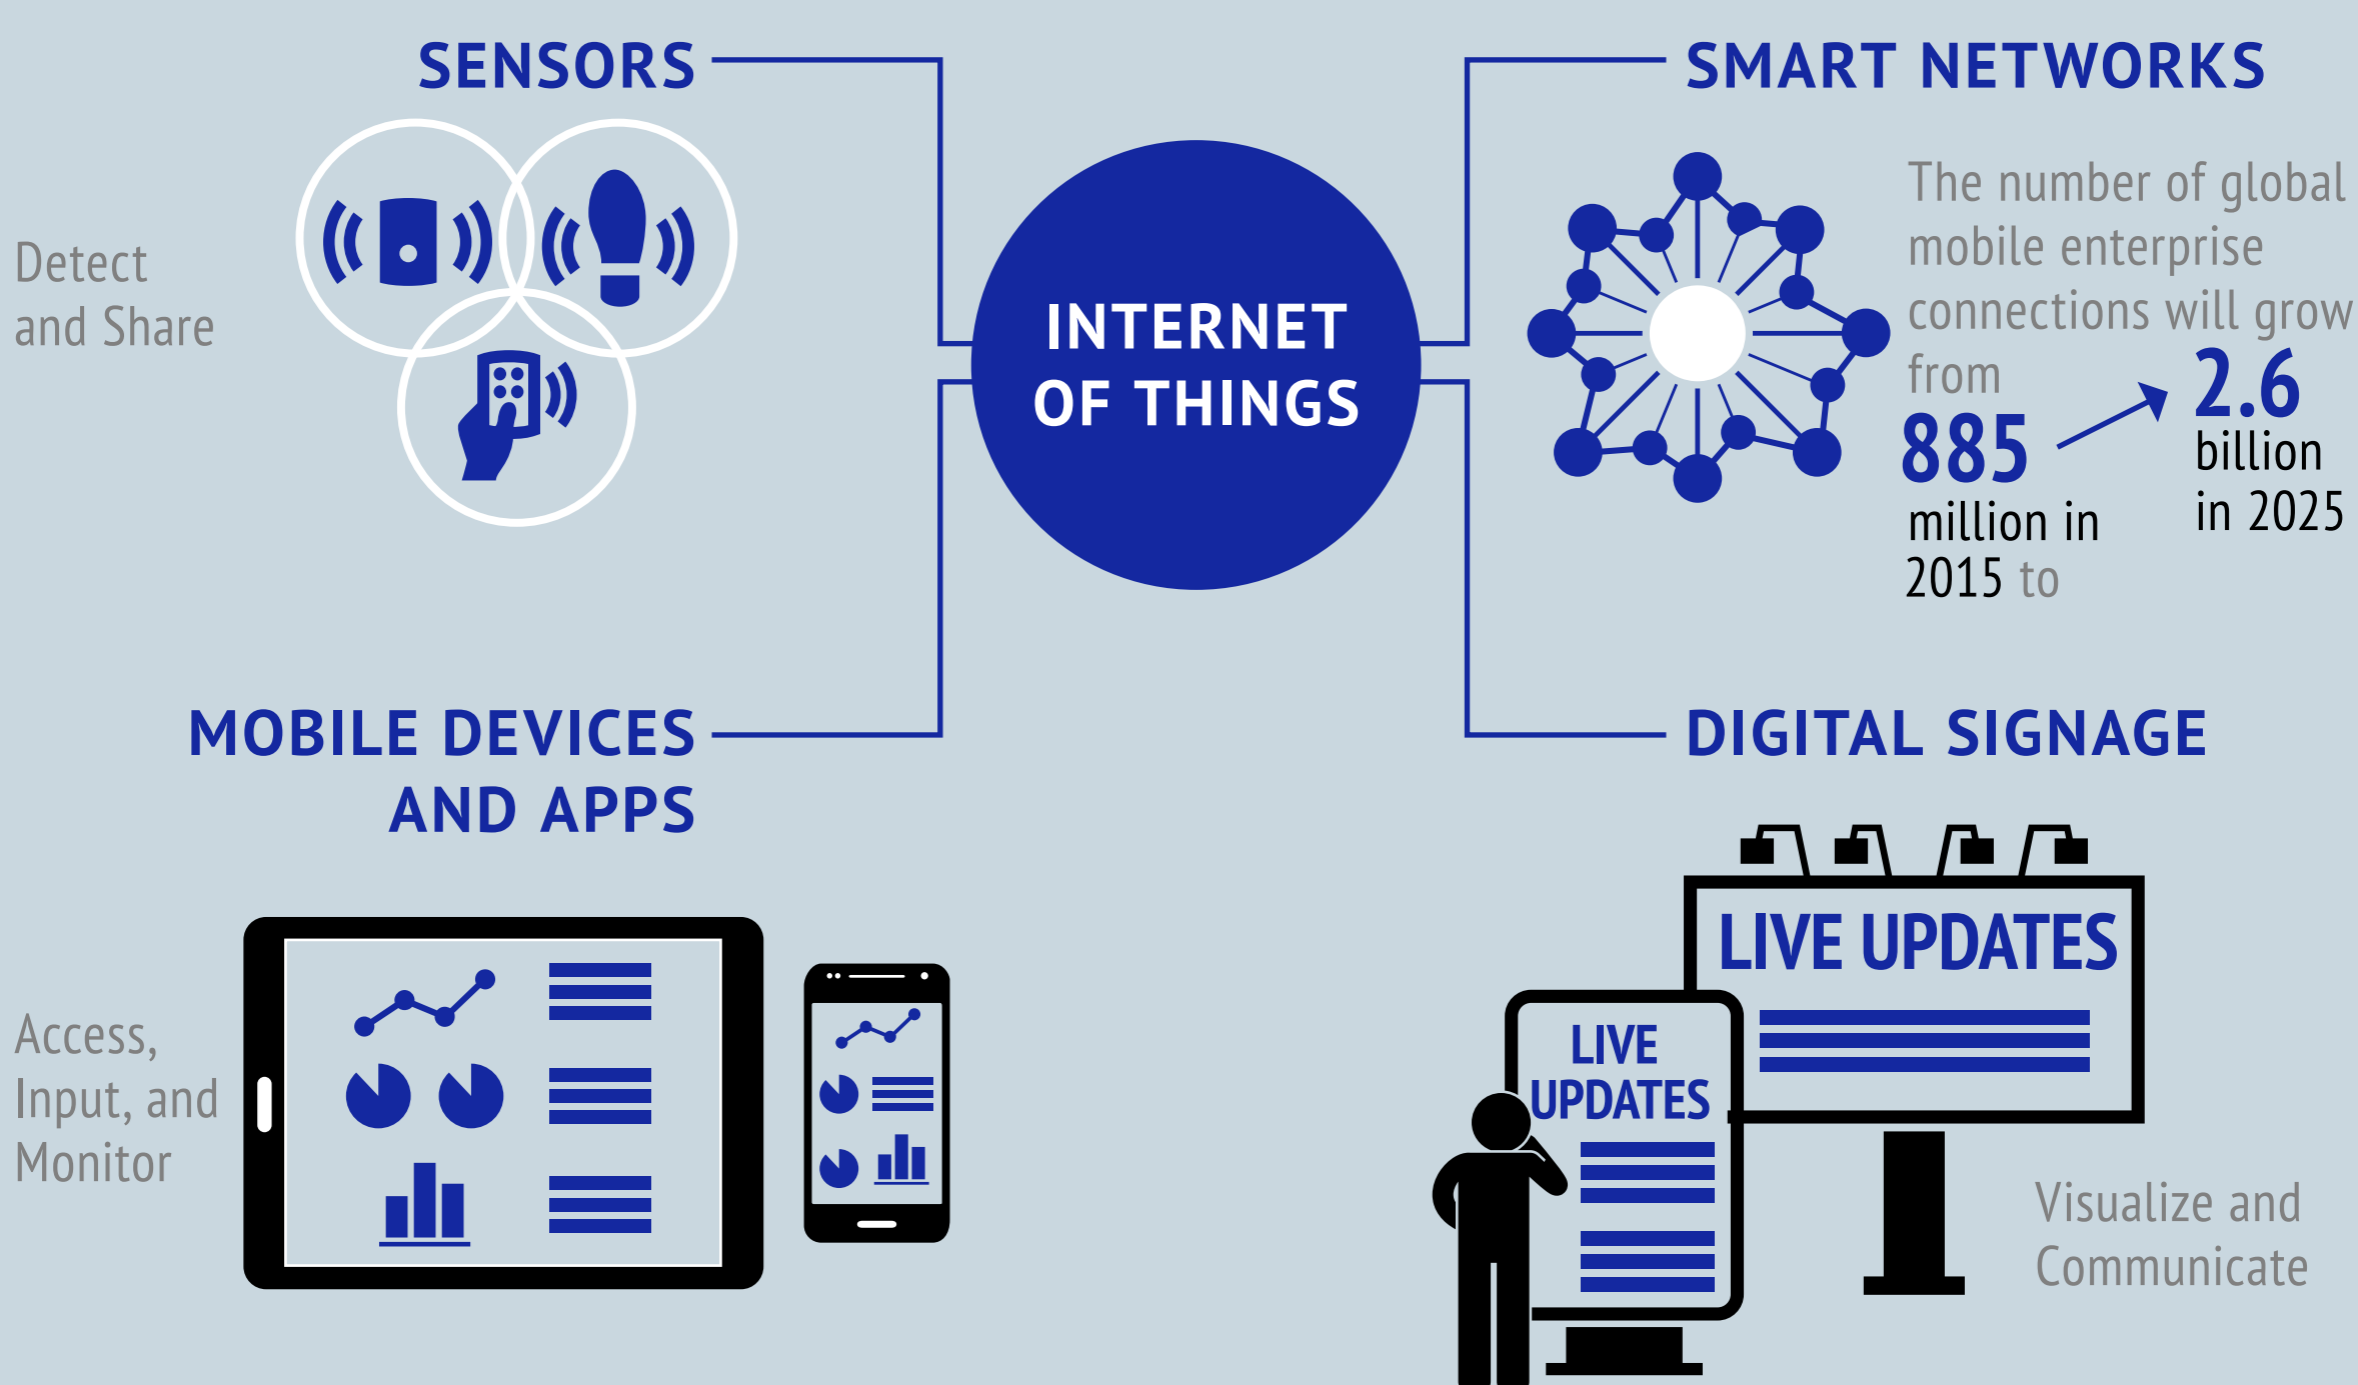 SENSORS
Detect
and Share
INTERNET
OF THINGS
SMART NETWORKS
The number of global
mobile enterprise
connections will grow
from
885
million in
2015 to
2.6
billion
in 2025
MOBILE DEVICES
AND APPS
Access,
Input, and
Monitor
DIGITAL SIGNAGE
LIVE UPDATES
LIVE
UPDATES
Visualize and
Communicate